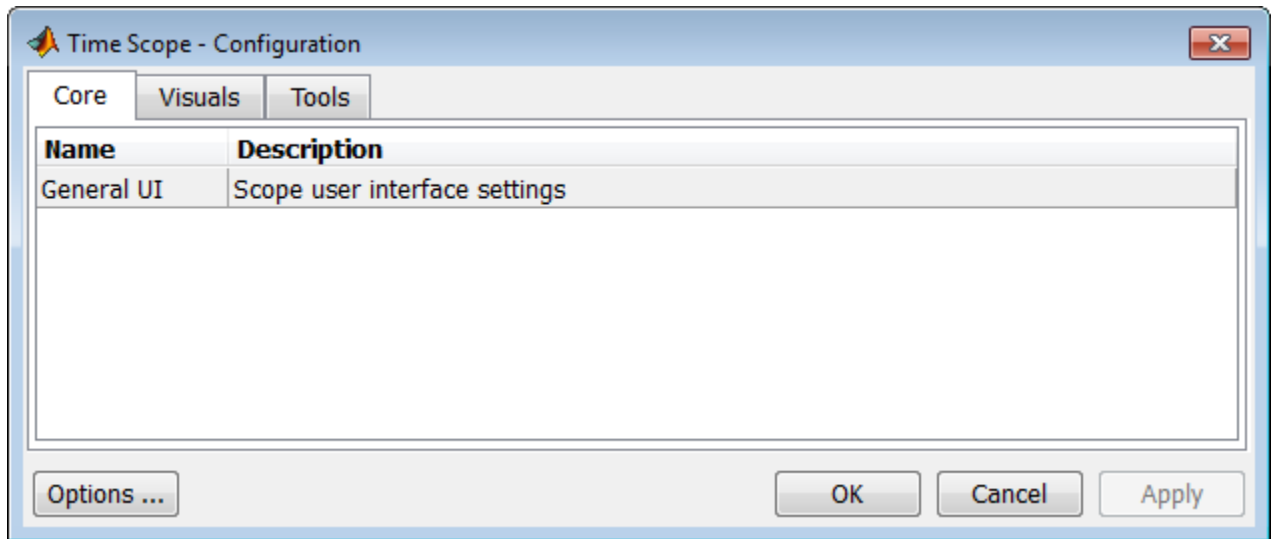 Time Scope - Configuration
Core Visuals Tools
Name Description
General UI Scope user interface settings
Options ... OK Cancel Apply